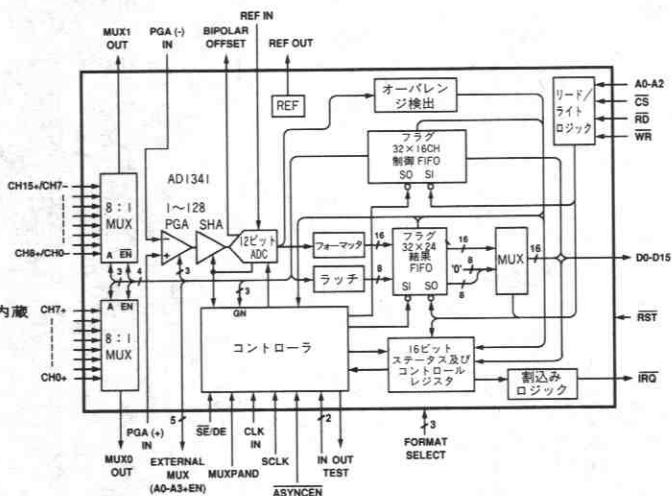 REF IN
MUX1
OUT
PGA (-)
IN
BIPOLAR
OFFSET
REF OUT
REF
オーバレン
ジ検出
リード/
ライト
ロジック
A0-A2
CS
RD
WR
フラグ
32×16CH
制御FIFO
SO SI
CH15+/CH7-
CH8+/CH0-
8:1
MUX
A EN
AD1341
1~128
PGA
SHA
12ビット
ADC
フォーマッタ
16
フラグ
32×24
結果
FIFO
SI SO
16
'0'
8
8
MUX
16
D0-D15
ラッチ
8
3
4
3
3
GN
内蔵
CH7+
CH0+
A EN
8:1
MUX
コントローラ
16ビット
ステータス及び
コントロール
レジスタ
割込み
ロジック
RST
IRQ
MUX0
OUT
PGA (+)
IN
5
EXTERNAL
MUX
(A0-A3+EN)
SE/DE
MUXPAND
CLK
IN
SCLK
ASYNCEN
2
IN OUT
TEST
3
FORMAT
SELECT